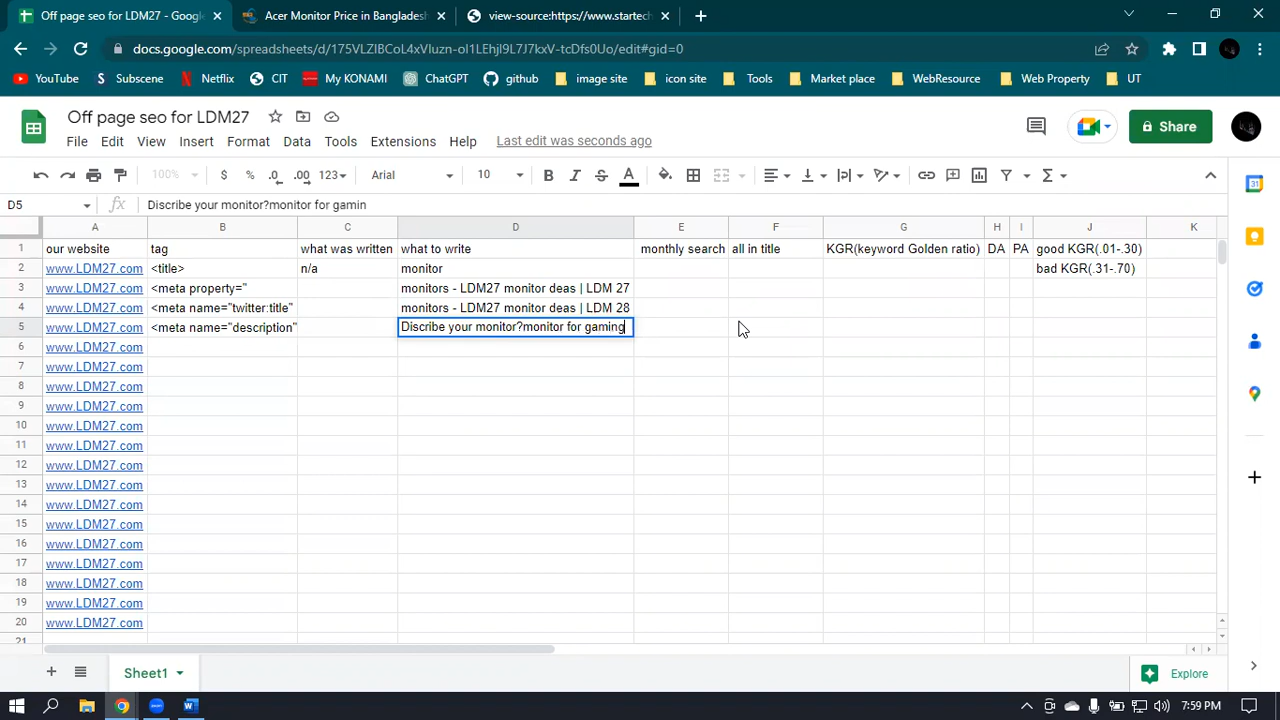 Off page seo for LDM27 - Google
Acer Monitor Price in Bangladesh
view-source:https://www.startech
docs.google.com/spreadsheets/d/175VLZIBCoL4xVIuzn-ol1LEhjl9L7J7kxV-tcDfs0Uo/edit#gid=0
YouTube
Subscene
Netflix
CIT
My KONAMI
ChatGPT
github
image site
icon site
Tools
Market place
WebResource
Web Property
UT
Off page seo for LDM27
Share
File Edit View Insert Format Data Tools Extensions Help Last edit was seconds ago
100% $ % .0 .00 123 Arial 10 B I S A
D5 fx Discribe your monitor?monitor for gamin
A B C D E F G H I J K
1 our website tag what was written what to write monthly search all in title KGR(keyword Golden ratio) DA PA good KGR(.01-.30)
2 www.LDM27.com <title> n/a monitor bad KGR(.31-.70)
3 www.LDM27.com <meta property=" monitors - LDM27 monitor deas | LDM 27
4 www.LDM27.com <meta name="twitter:title" monitors - LDM27 monitor deas | LDM 28
5 www.LDM27.com <meta name="description" Discribe your monitor?monitor for gaming
6 www.LDM27.com
7 www.LDM27.com
8 www.LDM27.com
9 www.LDM27.com
10 www.LDM27.com
11 www.LDM27.com
12 www.LDM27.com
13 www.LDM27.com
14 www.LDM27.com
15 www.LDM27.com
16 www.LDM27.com
17 www.LDM27.com
18 www.LDM27.com
19 www.LDM27.com
20 www.LDM27.com
21
Sheet1
Explore
7:59 PM